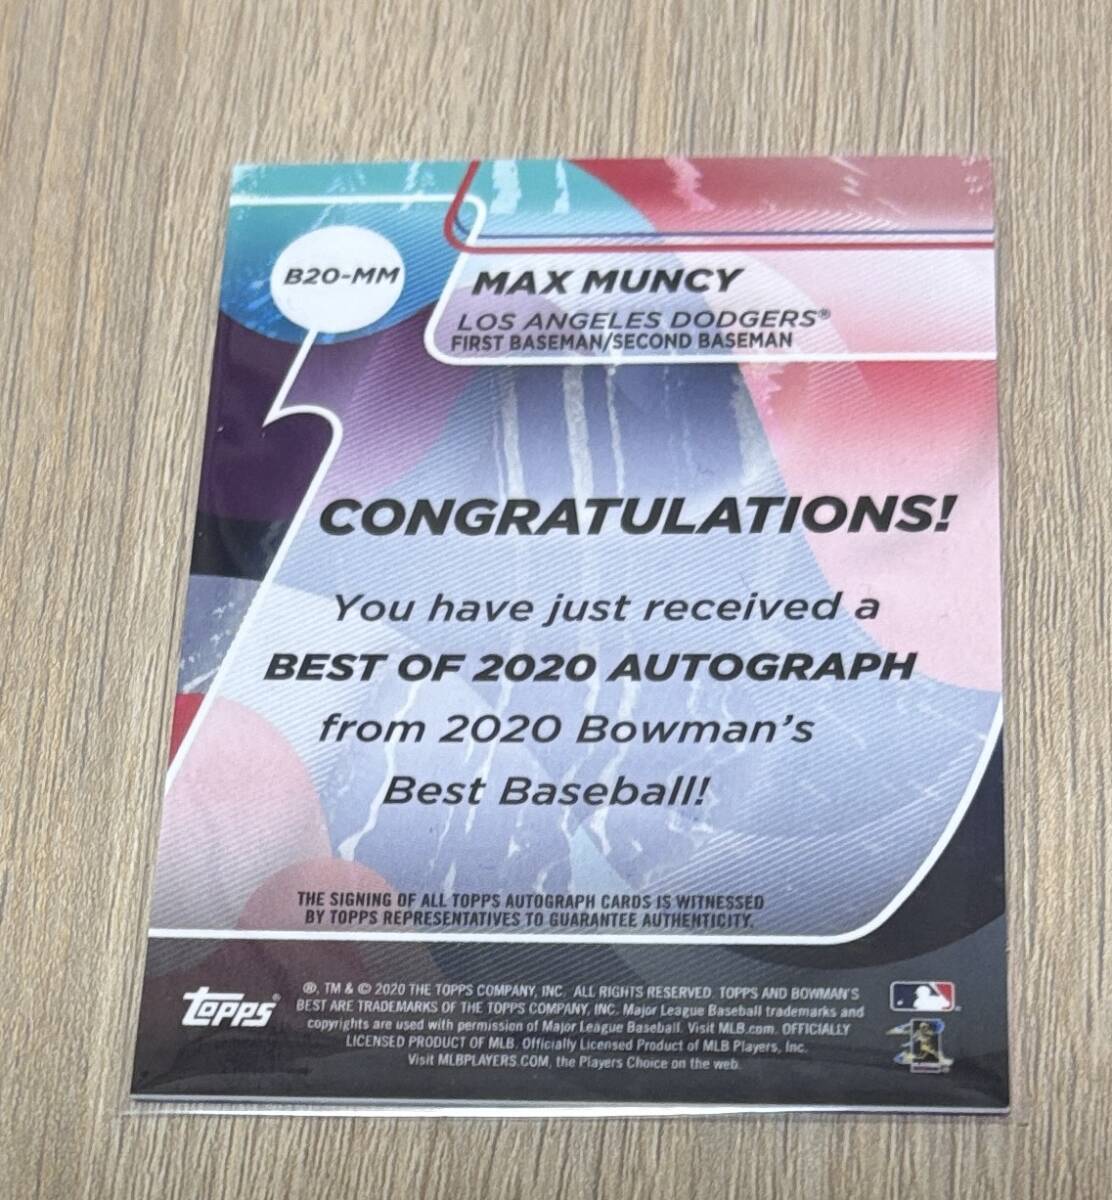 B20-MM
MAX MUNCY
LOS ANGELES DODGERS®
FIRST BASEMAN/SECOND BASEMAN
CONGRATULATIONS!
You have just received a
BEST OF 2020 AUTOGRAPH
from 2020 Bowman's
Best Baseball!
THE SIGNING OF ALL TOPPS AUTOGRAPH CARDS IS WITNESSED
BY TOPPS REPRESENTATIVES TO GUARANTEE AUTHENTICITY.
TOPPS®
®, TM & © 2020 THE TOPPS COMPANY, INC. ALL RIGHTS RESERVED. TOPPS AND BOWMAN'S
BEST ARE TRADEMARKS OF THE TOPPS COMPANY, INC. Major League Baseball trademarks and
copyrights are used with permission of Major League Baseball. Visit MLB.com. OFFICIALLY
LICENSED PRODUCT OF MLB. Officially Licensed Product of MLB Players, Inc.
Visit MLBPLAYERS.COM, the Players Choice on the web.